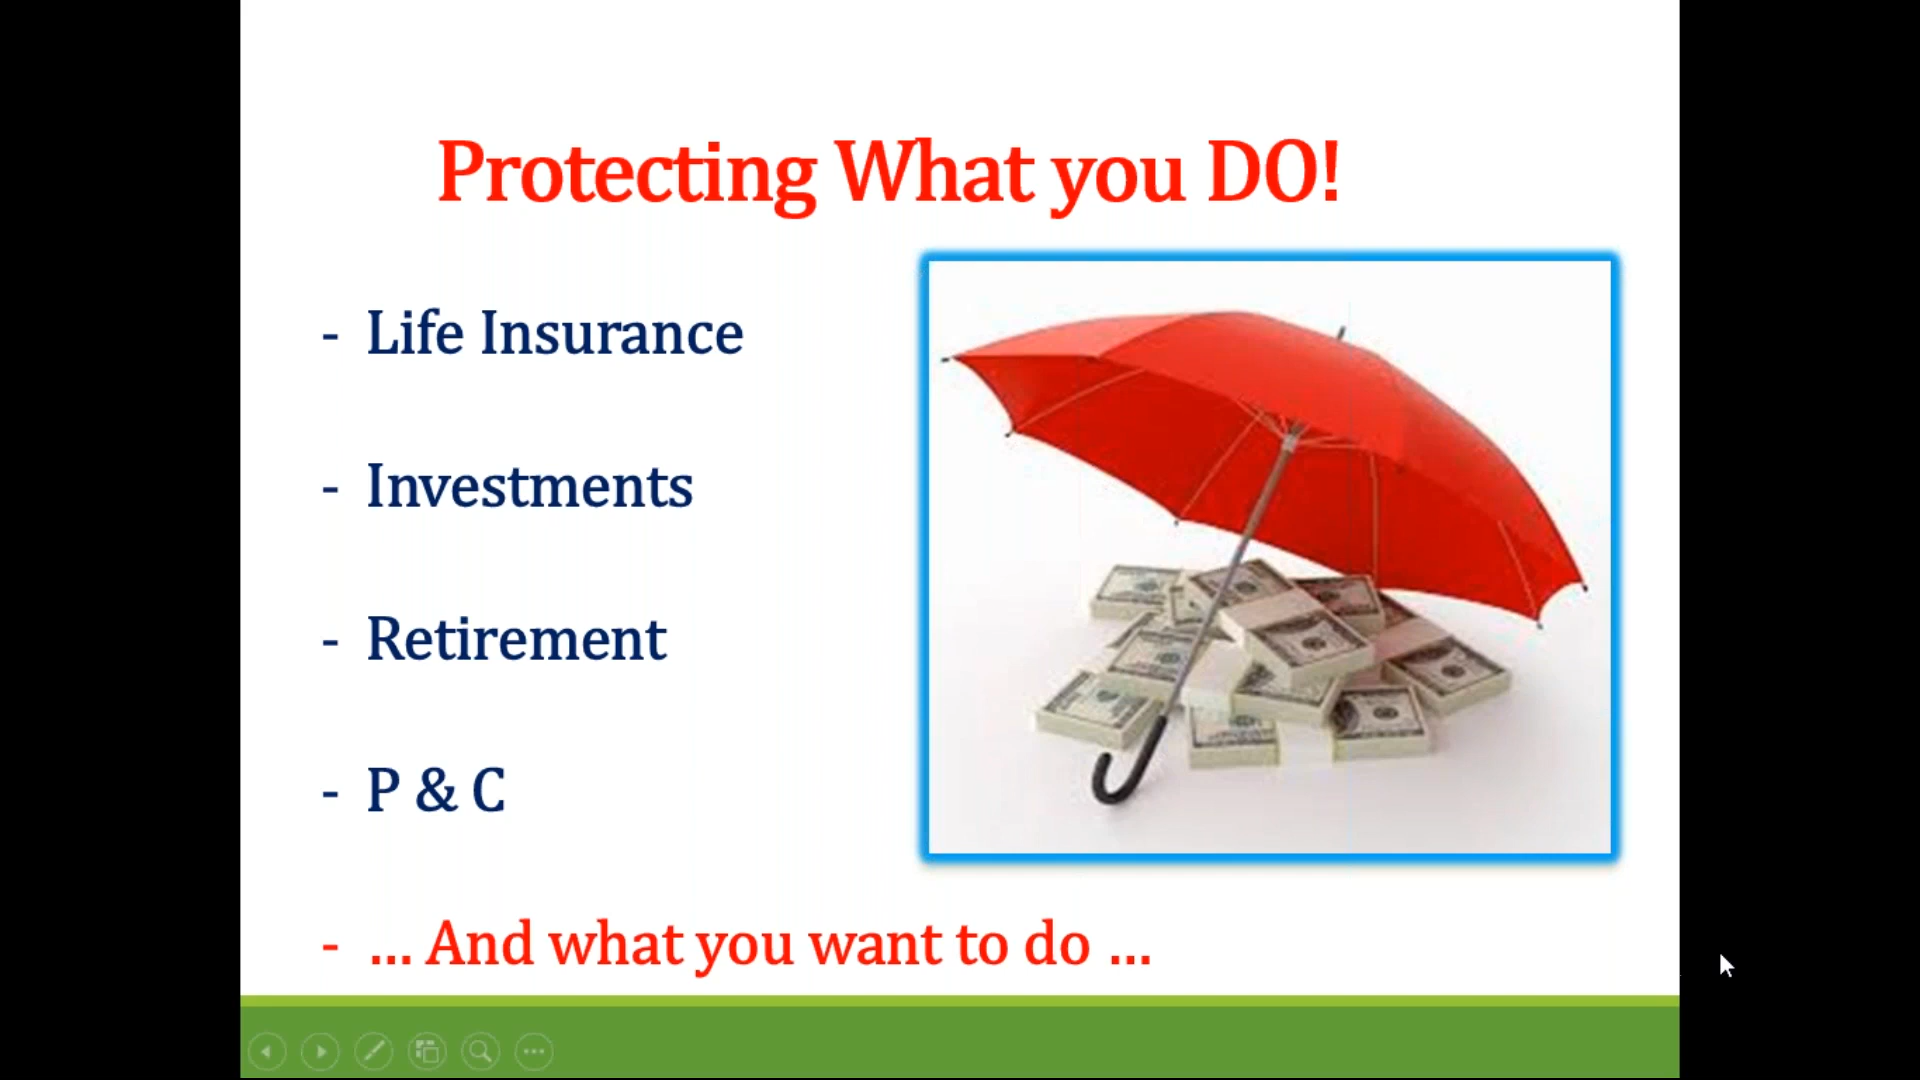 Protecting What you DO!
- Life Insurance
- Investments
- Retirement
- P & C
- ... And what you want to do ...